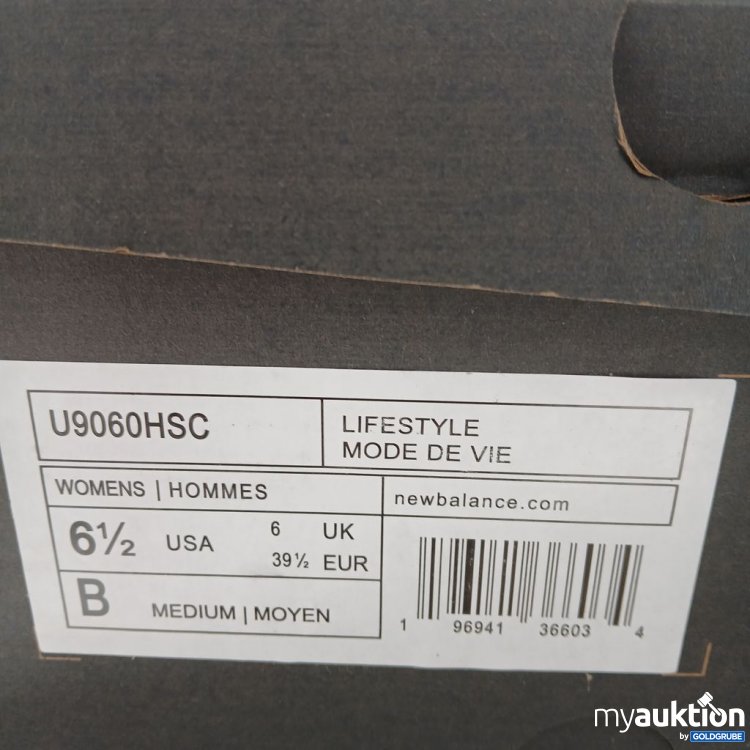 U9060HSC
LIFESTYLE
MODE DE VIE
WOMENS | HOMMES
newbalance.com
6½ USA
6 UK
39½ EUR
B MEDIUM | MOYEN
1 96941 36603 4
myauktion
by GOLDGRUBE